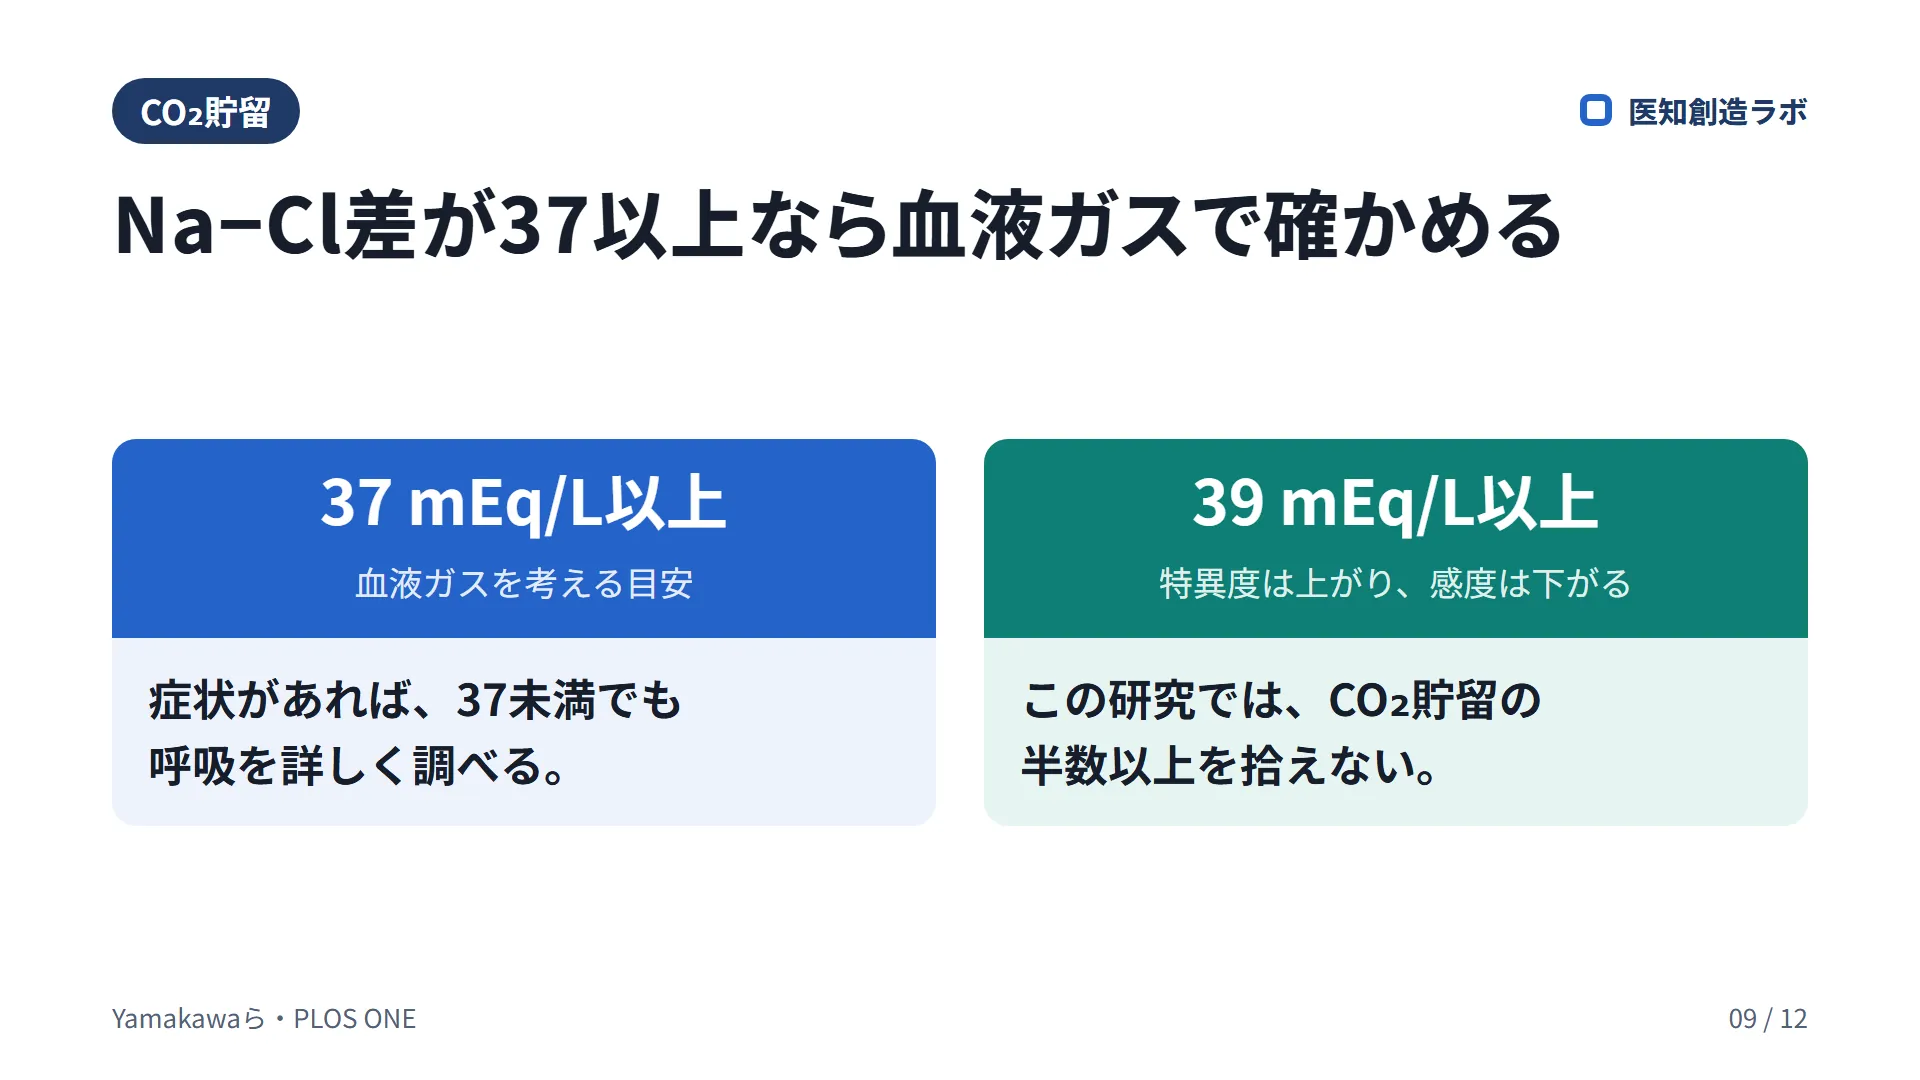 CO₂貯留
医知創造ラボ
Na−Cl差が37以上なら血液ガスで確かめる
37 mEq/L以上
血液ガスを考える目安
症状があれば、37未満でも
呼吸を詳しく調べる。
39 mEq/L以上
特異度は上がり、感度は下がる
この研究では、CO₂貯留の
半数以上を拾えない。
Yamakawaら・PLOS ONE
09 / 12